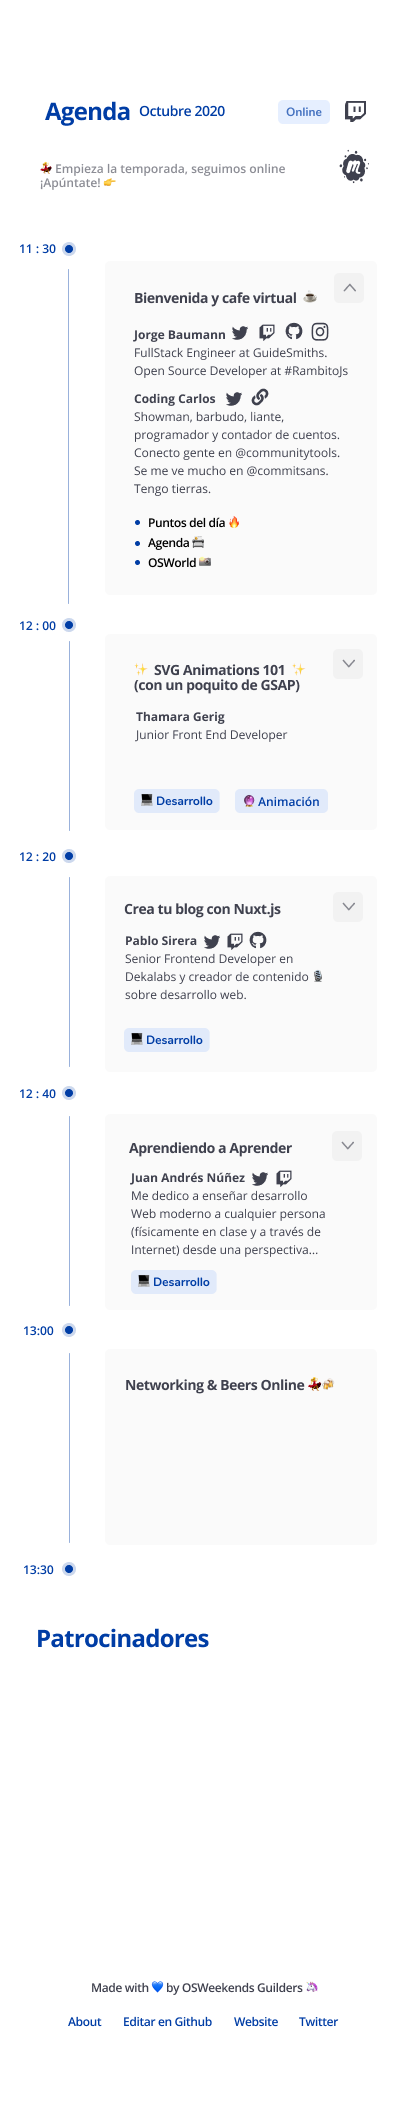 Agenda Octubre 2020 Online
💃 Empieza la temporada, seguimos online
¡Apúntate! 👉
11 : 30
Bienvenida y cafe virtual ☕
Jorge Baumann
FullStack Engineer at GuideSmiths.
Open Source Developer at #RambitoJs
Coding Carlos
Showman, barbudo, liante,
programador y contador de cuentos.
Conecto gente en @communitytools.
Se me ve mucho en @commitsans.
Tengo tierras.
• Puntos del día 🔥
• Agenda 📇
• OSWorld 📸
12 : 00
✨ SVG Animations 101 ✨
(con un poquito de GSAP)
Thamara Gerig
Junior Front End Developer
💻 Desarrollo 🔮 Animación
12 : 20
Crea tu blog con Nuxt.js
Pablo Sirera
Senior Frontend Developer en
Dekalabs y creador de contenido 🎙
sobre desarrollo web.
💻 Desarrollo
12 : 40
Aprendiendo a Aprender
Juan Andrés Núñez
Me dedico a enseñar desarrollo
Web moderno a cualquier persona
(físicamente en clase y a través de
Internet) desde una perspectiva...
💻 Desarrollo
13:00
Networking & Beers Online 💃🍻
13:30
Patrocinadores
Made with 💙 by OSWeekends Guilders 🦄
About Editar en Github Website Twitter